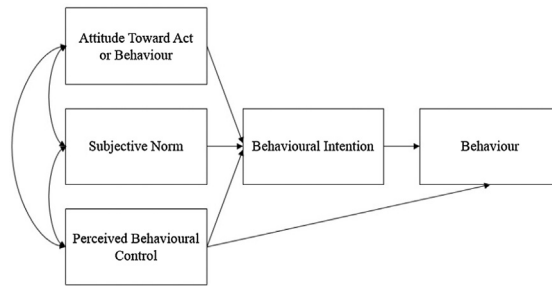 Attitude Toward Act
or Behaviour
Subjective Norm
Behavioural Intention
Behaviour
Perceived Behavioural
Control